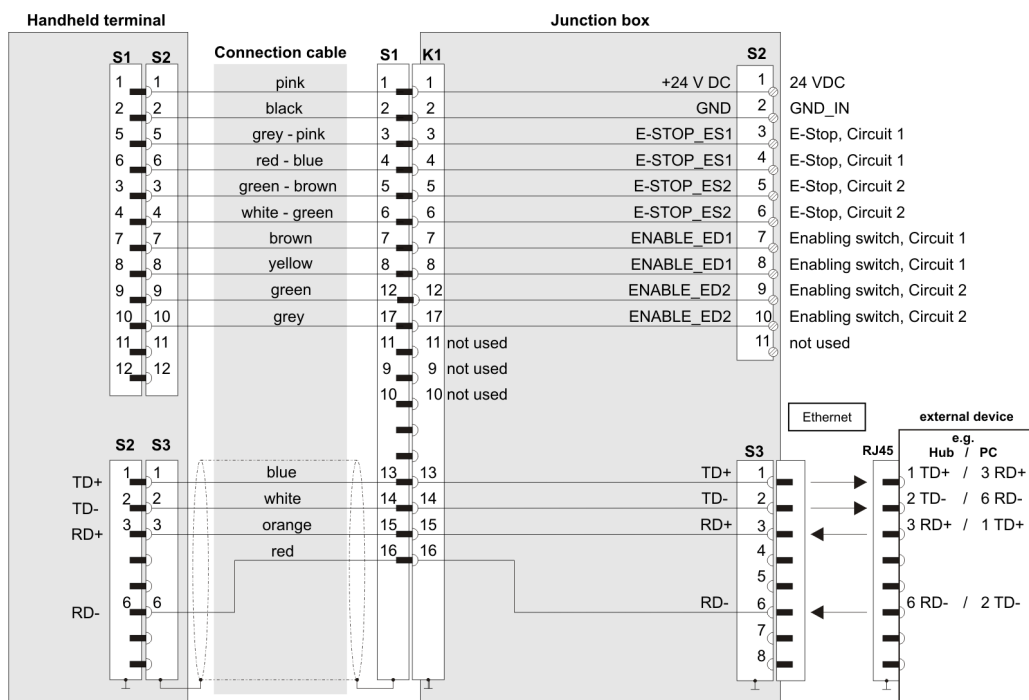 Handheld terminal Junction box
S1 S2 Connection cable S1 K1 S2
1 1 pink 1 1 +24 V DC 1 24 VDC
2 2 black 2 2 GND 2 GND_IN
5 5 grey - pink 3 3 E-STOP_ES1 3 E-Stop, Circuit 1
6 6 red - blue 4 4 E-STOP_ES1 4 E-Stop, Circuit 1
3 3 green - brown 5 5 E-STOP_ES2 5 E-Stop, Circuit 2
4 4 white - green 6 6 E-STOP_ES2 6 E-Stop, Circuit 2
7 7 brown 7 7 ENABLE_ED1 7 Enabling switch, Circuit 1
8 8 yellow 8 8 ENABLE_ED1 8 Enabling switch, Circuit 1
9 9 green 12 12 ENABLE_ED2 9 Enabling switch, Circuit 2
10 10 grey 17 17 ENABLE_ED2 10 Enabling switch, Circuit 2
11 11 11 11 not used 11 not used
12 12 9 9 not used
10 10 not used
Ethernet external device
e.g.
S2 S3 S3 RJ45 Hub / PC
TD+ 1 1 blue 13 13 TD+ 1 1 TD+ / 3 RD+
TD- 2 2 white 14 14 TD- 2 2 TD- / 6 RD-
RD+ 3 3 orange 15 15 RD+ 3 3 RD+ / 1 TD+
red 16 16 4
5
RD- 6 6 RD- 6 6 RD- / 2 TD-
7
8